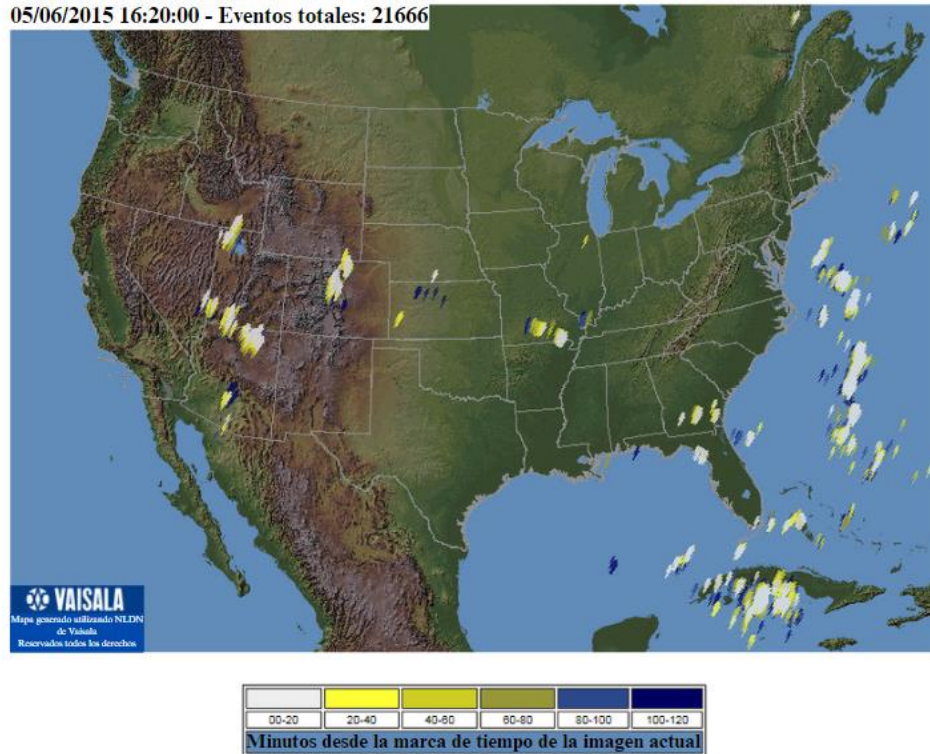 05/06/2015 16:20:00 - Eventos totales: 21666
VAISALA
Mapa generado utilizando NLDN
de Vaisala
Reservados todos los derechos
00-20 20-40 40-60 60-80 80-100 100-120
Minutos desde la marca de tiempo de la imagen actual